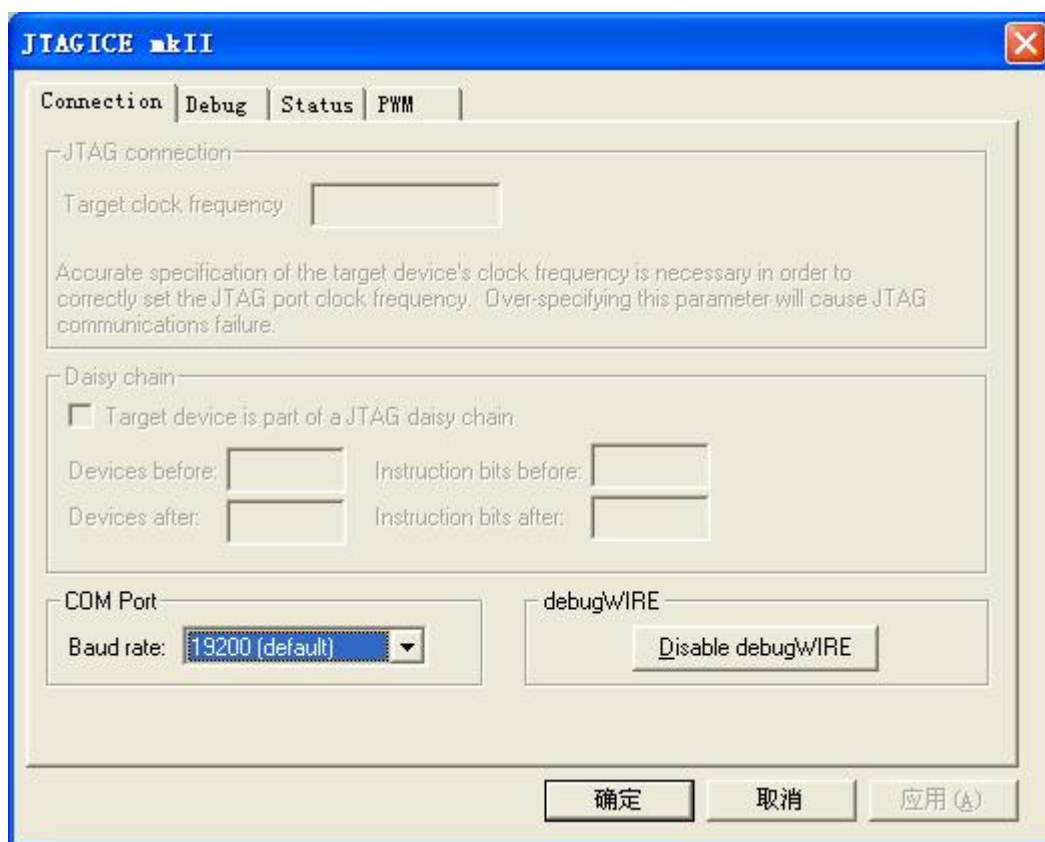 JTAGICE mkII
Connection Debug Status PWM
JTAG connection
Target clock frequency
Accurate specification of the target device's clock frequency is necessary in order to
correctly set the JTAG port clock frequency. Over-specifying this parameter will cause JTAG
communications failure.
Daisy chain
Target device is part of a JTAG daisy chain
Devices before: Instruction bits before:
Devices after: Instruction bits after:
COM Port debugWIRE
Baud rate: 19200 (default) Disable debugWIRE
确定 取消 应用(A)